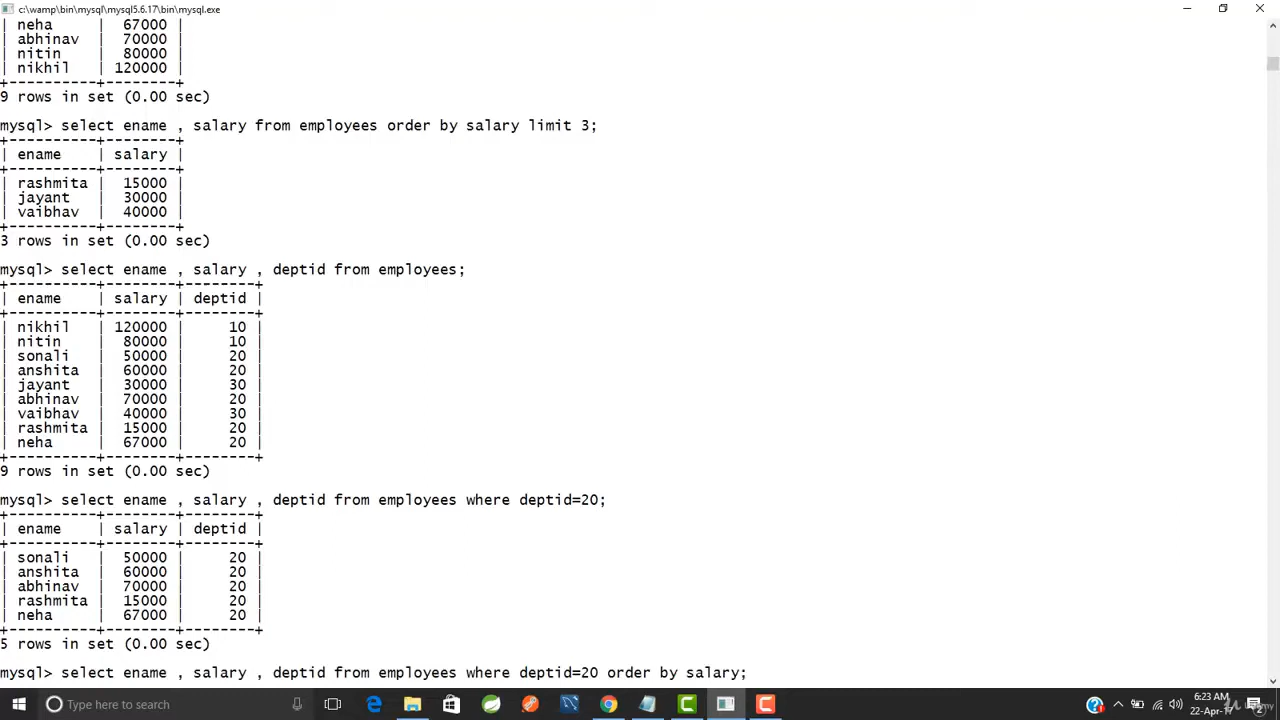 c:\wamp\bin\mysql\mysql5.6.17\bin\mysql.exe
| neha     |  67000 |
| abhinav  |  70000 |
| nitin    |  80000 |
| nikhil   | 120000 |
+----------+--------+
9 rows in set (0.00 sec)
mysql> select ename , salary from employees order by salary limit 3;
+----------+--------+
| ename    | salary |
+----------+--------+
| rashmita |  15000 |
| jayant   |  30000 |
| vaibhav  |  40000 |
+----------+--------+
3 rows in set (0.00 sec)
mysql> select ename , salary , deptid from employees;
+----------+--------+--------+
| ename    | salary | deptid |
+----------+--------+--------+
| nikhil   | 120000 |     10 |
| nitin    |  80000 |     10 |
| sonali   |  50000 |     20 |
| anshita  |  60000 |     20 |
| jayant   |  30000 |     30 |
| abhinav  |  70000 |     20 |
| vaibhav  |  40000 |     30 |
| rashmita |  15000 |     20 |
| neha     |  67000 |     20 |
+----------+--------+--------+
9 rows in set (0.00 sec)
mysql> select ename , salary , deptid from employees where deptid=20;
+----------+--------+--------+
| ename    | salary | deptid |
+----------+--------+--------+
| sonali   |  50000 |     20 |
| anshita  |  60000 |     20 |
| abhinav  |  70000 |     20 |
| rashmita |  15000 |     20 |
| neha     |  67000 |     20 |
+----------+--------+--------+
5 rows in set (0.00 sec)
mysql> select ename , salary , deptid from employees where deptid=20 order by salary;
Type here to search
6:23 AM
22-Apr-1